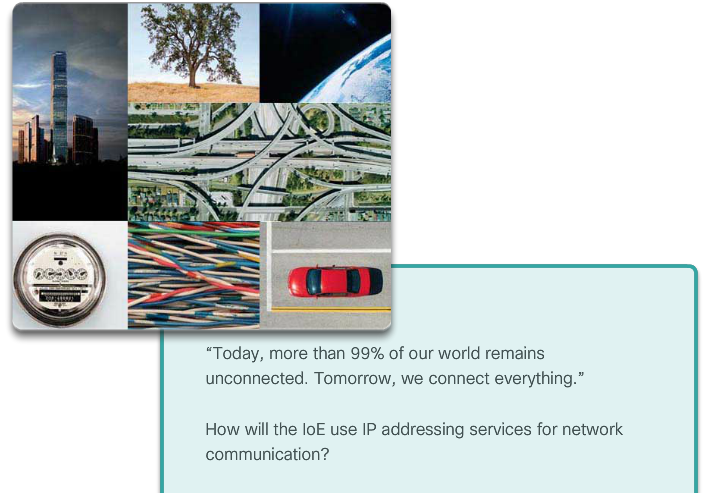 “Today, more than 99% of our world remains
unconnected. Tomorrow, we connect everything.”
How will the IoE use IP addressing services for network
communication?